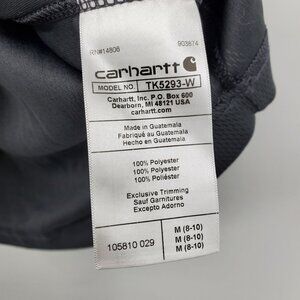 RN#14806 903874
carhartt
MODEL NO. TK5293-W
Carhartt, Inc. P.O. Box 600
Dearborn, MI 48121 USA
Made in Guatemala
Fabriqué au Guatemala
Hecho en Guatemala
100% Polyester
100% Polyester
100% Poliéster
Exclusive Trimming
Sauf Garnitures
Excepto Adorno
105810 029
M (8-10)
M (8-10)
M (8-10)